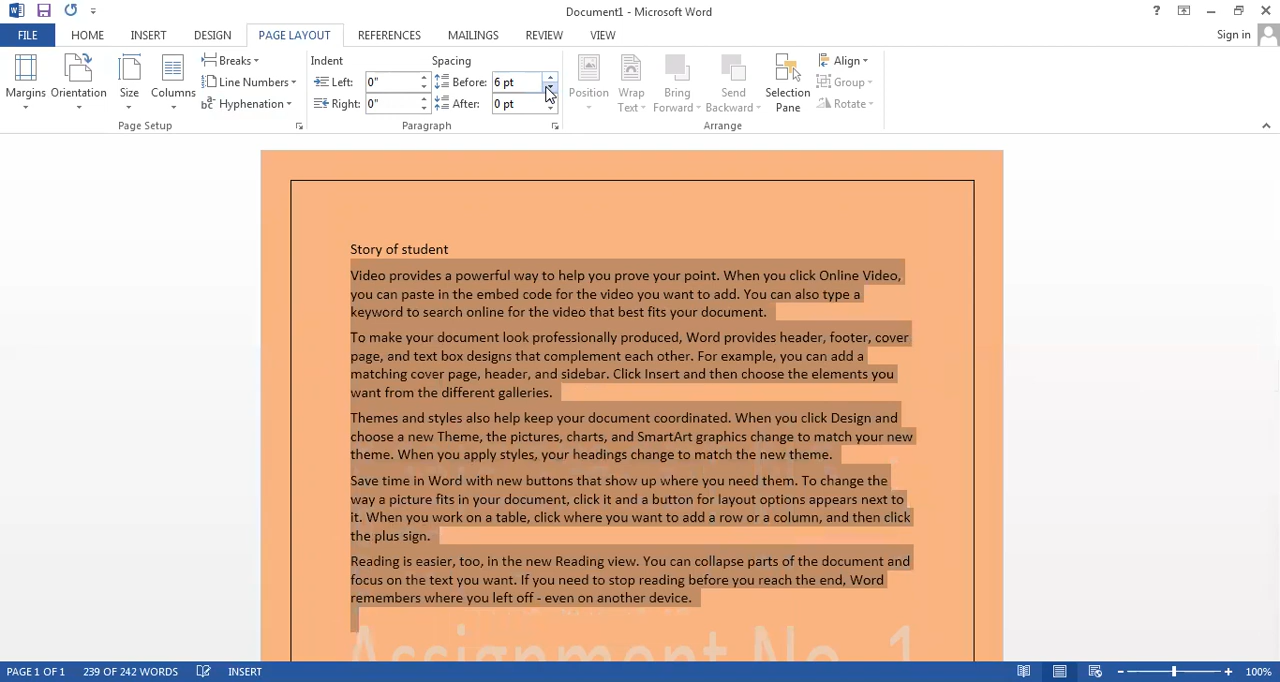 Document1 - Microsoft Word
?
FILE HOME INSERT DESIGN PAGE LAYOUT REFERENCES MAILINGS REVIEW VIEW Sign in
Margins Orientation Size Columns
Breaks
Line Numbers
Hyphenation
Page Setup
Indent
Left: 0"
Right: 0"
Spacing
Before: 6 pt
After: 0 pt
Paragraph
Position
Wrap Text
Bring Forward
Send Backward
Selection Pane
Align
Group
Rotate
Arrange
Story of student
Video provides a powerful way to help you prove your point. When you click Online Video,
you can paste in the embed code for the video you want to add. You can also type a
keyword to search online for the video that best fits your document.
To make your document look professionally produced, Word provides header, footer, cover
page, and text box designs that complement each other. For example, you can add a
matching cover page, header, and sidebar. Click Insert and then choose the elements you
want from the different galleries.
Themes and styles also help keep your document coordinated. When you click Design and
choose a new Theme, the pictures, charts, and SmartArt graphics change to match your new
theme. When you apply styles, your headings change to match the new theme.
Save time in Word with new buttons that show up where you need them. To change the
way a picture fits in your document, click it and a button for layout options appears next to
it. When you work on a table, click where you want to add a row or a column, and then click
the plus sign.
Reading is easier, too, in the new Reading view. You can collapse parts of the document and
focus on the text you want. If you need to stop reading before you reach the end, Word
remembers where you left off - even on another device.
Assignment No. 1
PAGE 1 OF 1 239 OF 242 WORDS INSERT 100%